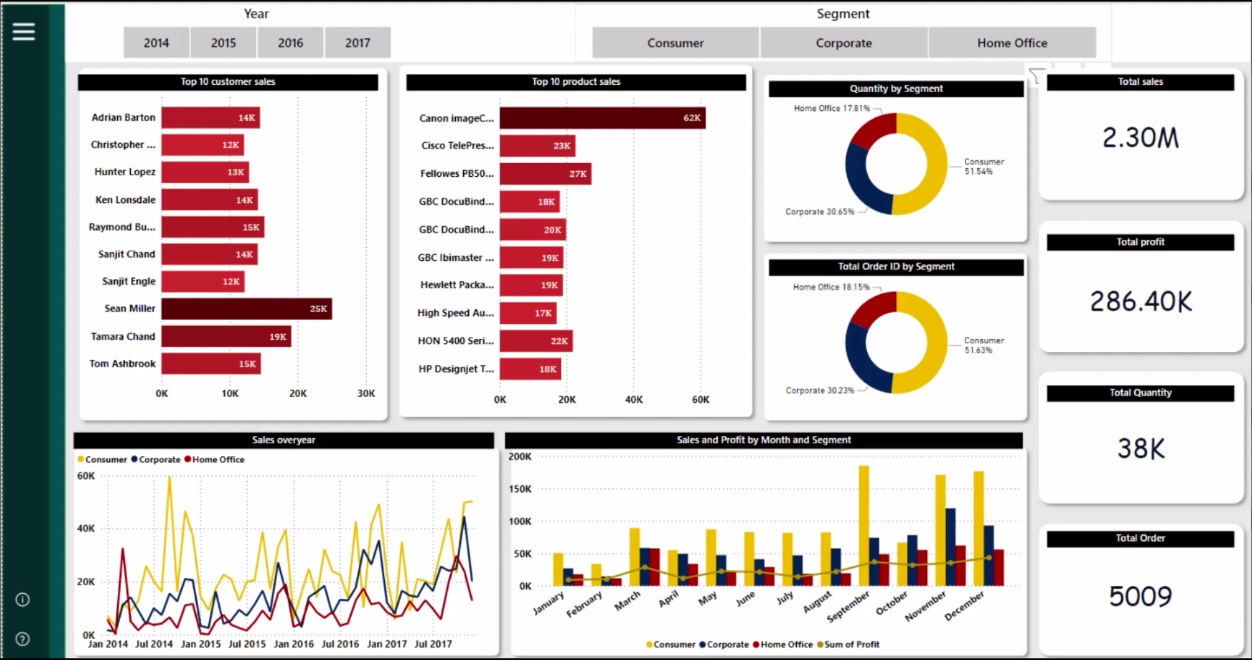 Year
2014 2015 2016 2017
Segment
Consumer Corporate Home Office
Top 10 customer sales
Adrian Barton 14K
Christopher ... 12K
Hunter Lopez 13K
Ken Lonsdale 14K
Raymond Bu... 15K
Sanjit Chand 14K
Sanjit Engle 12K
Sean Miller 25K
Tamara Chand 19K
Tom Ashbrook 15K
0K 10K 20K 30K
Top 10 product sales
Canon imageC... 62K
Cisco TelePres... 23K
Fellowes PB50... 27K
GBC DocuBind... 18K
GBC DocuBind... 20K
GBC Ibimaster ... 19K
Hewlett Packa... 19K
High Speed Au... 17K
HON 5400 Seri... 22K
HP Designjet T... 18K
0K 20K 40K 60K
Quantity by Segment
Home Office 17.81%
Consumer
51.54%
Corporate 30.65%
Total Order ID by Segment
Home Office 18.15%
Consumer
51.63%
Corporate 30.23%
Total sales
2.30M
Total profit
286.40K
Total Quantity
38K
Total Order
5009
Sales overyear
Consumer Corporate Home Office
60K
40K
20K
0K
Jan 2014 Jul 2014 Jan 2015 Jul 2015 Jan 2016 Jul 2016 Jan 2017 Jul 2017
Sales and Profit by Month and Segment
200K
150K
100K
50K
0K
January February March April May June July August September October November December
Consumer Corporate Home Office Sum of Profit